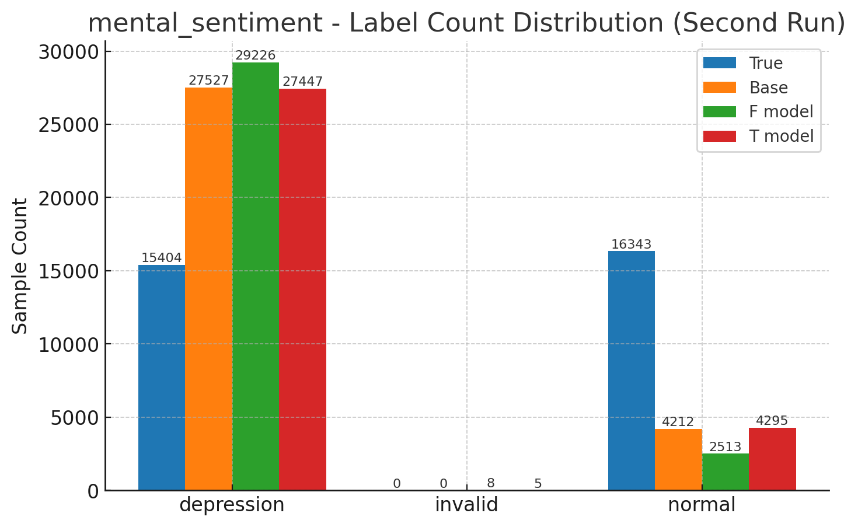 mental_sentiment - Label Count Distribution (Second Run)
Sample Count
30000
25000
20000
15000
10000
5000
0
15404
27527
29226
27447
0
0
8
5
16343
4212
2513
4295
depression
invalid
normal
True
Base
F model
T model